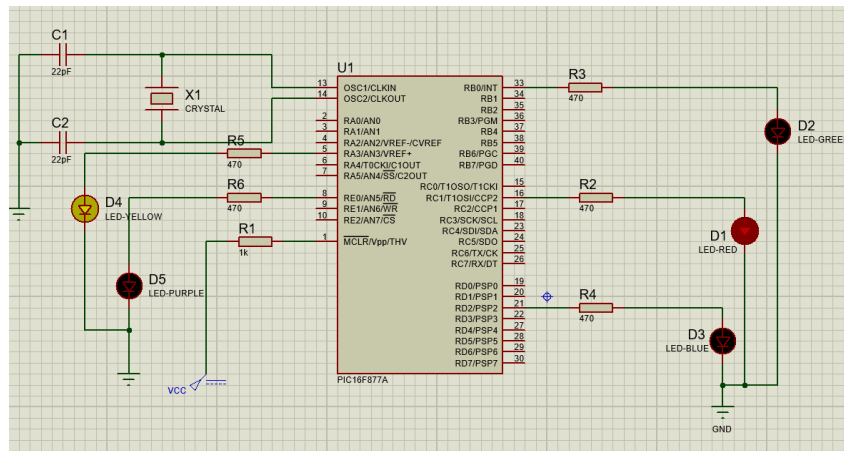 C1
22pF
X1
CRYSTAL
C2
22pF
R5
470
D4
LED-YELLOW
R6
470
R1
1k
D5
LED-PURPLE
VCC
U1
13 OSC1/CLKIN
14 OSC2/CLKOUT
2 RA0/AN0
3 RA1/AN1
4 RA2/AN2/VREF-/CVREF
5 RA3/AN3/VREF+
6 RA4/T0CKI/C1OUT
7 RA5/AN4/SS/C2OUT
8 RE0/AN5/RD
9 RE1/AN6/WR
10 RE2/AN7/CS
1 MCLR/Vpp/THV
RB0/INT 33
RB1 34
RB2 35
RB3/PGM 36
RB4 37
RB5 38
RB6/PGC 39
RB7/PGD 40
RC0/T1OSO/T1CKI 15
RC1/T1OSI/CCP2 16
RC2/CCP1 17
RC3/SCK/SCL 18
RC4/SDI/SDA 23
RC5/SDO 24
RC6/TX/CK 25
RC7/RX/DT 26
RD0/PSP0 19
RD1/PSP1 20
RD2/PSP2 21
RD3/PSP3 22
RD4/PSP4 27
RD5/PSP5 28
RD6/PSP6 29
RD7/PSP7 30
PIC16F877A
R3
470
D2
LED-GREE
R2
470
D1
LED-RED
R4
470
D3
LED-BLUE
GND